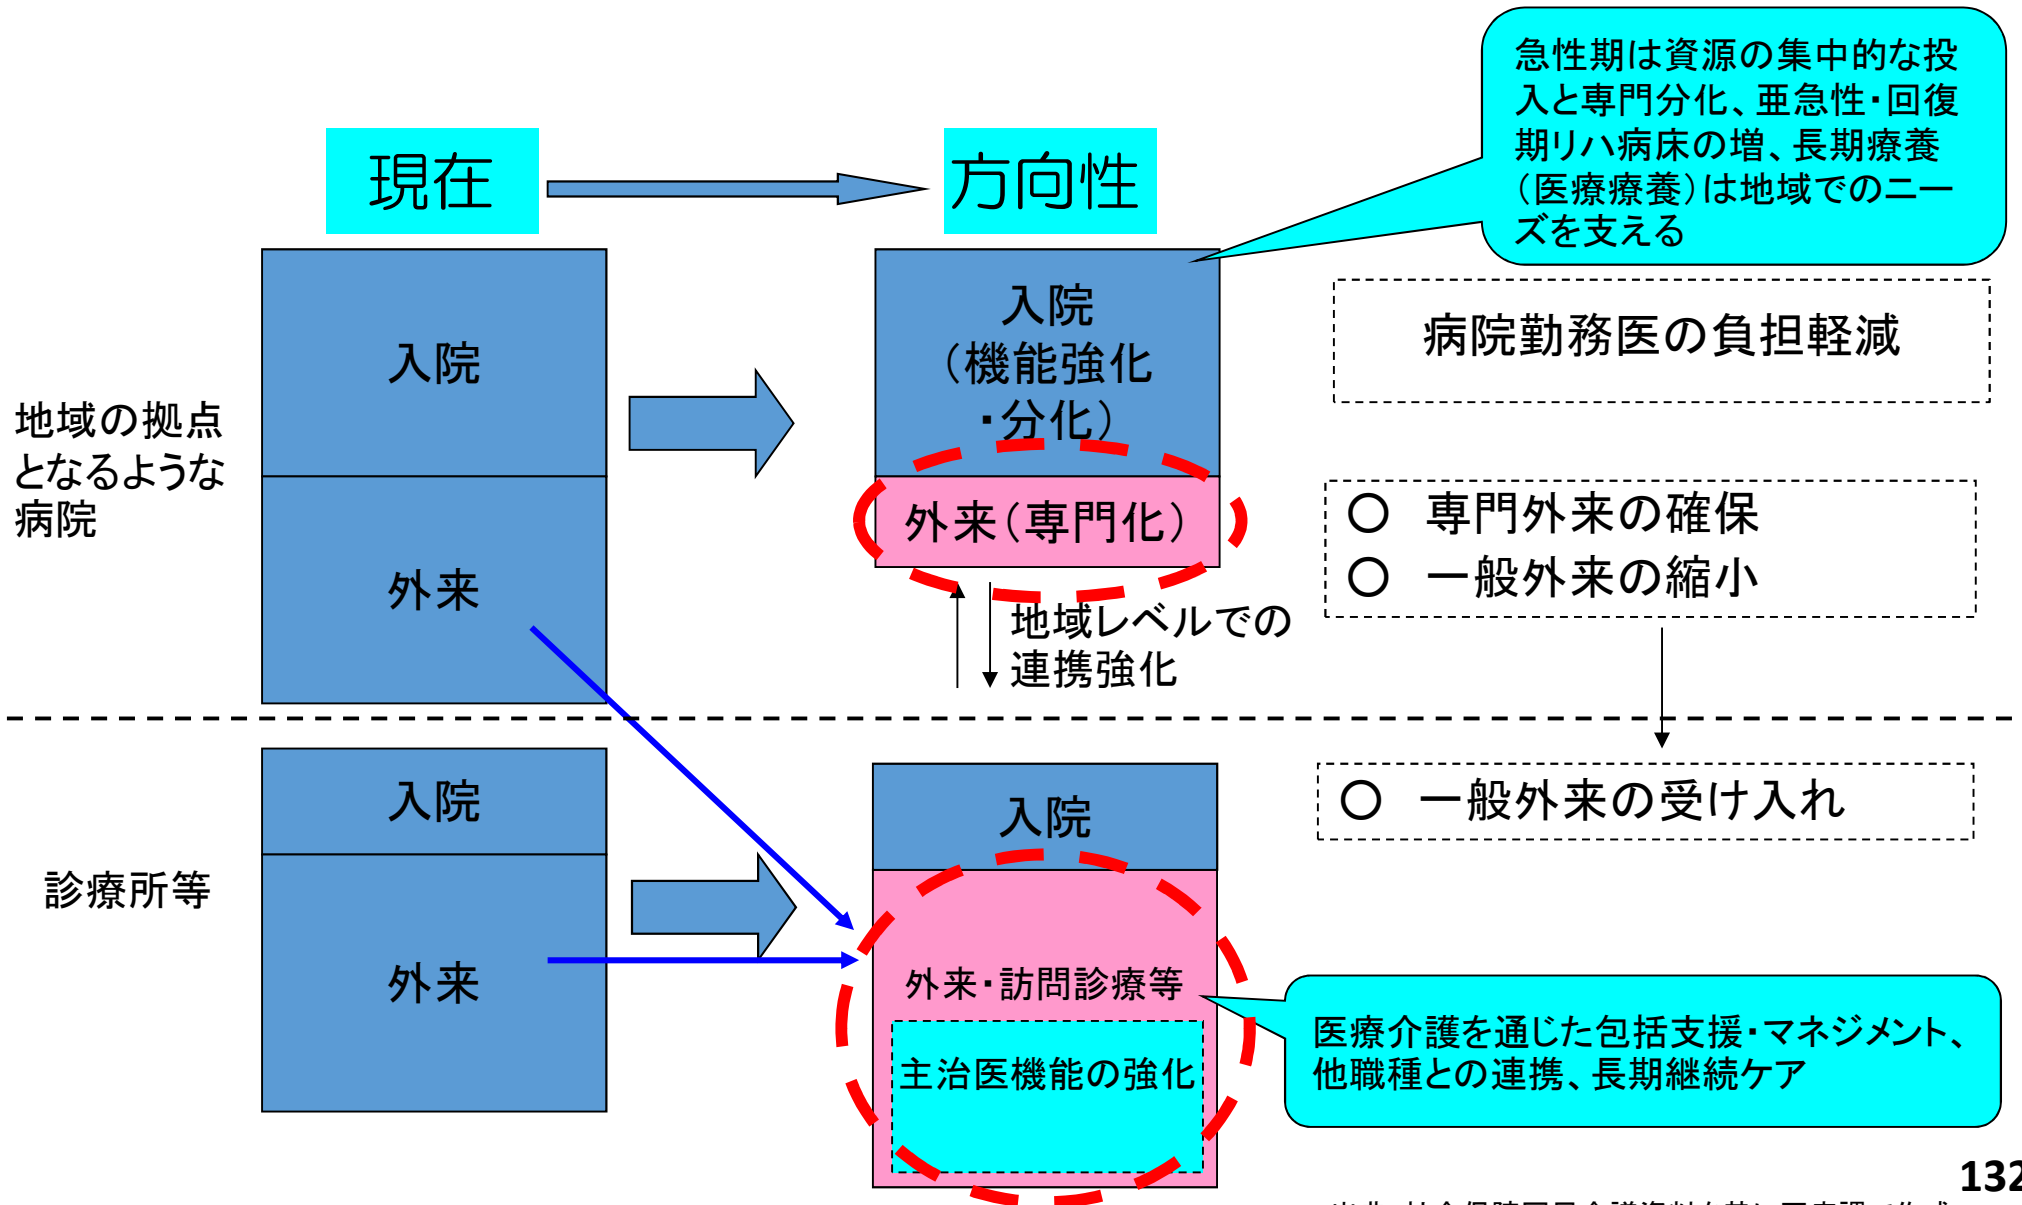 現在
方向性
急性期は資源の集中的な投
入と専門分化、亜急性・回復
期リハ病床の増、長期療養
（医療療養）は地域でのニー
ズを支える
地域の拠点
となるような
病院
入院
外来
入院
（機能強化
・分化）
外来（専門化）
病院勤務医の負担軽減
○　専門外来の確保
○　一般外来の縮小
地域レベルでの
連携強化
診療所等
入院
外来
入院
外来・訪問診療等
主治医機能の強化
○　一般外来の受け入れ
医療介護を通じた包括支援・マネジメント、
他職種との連携、長期継続ケア
132